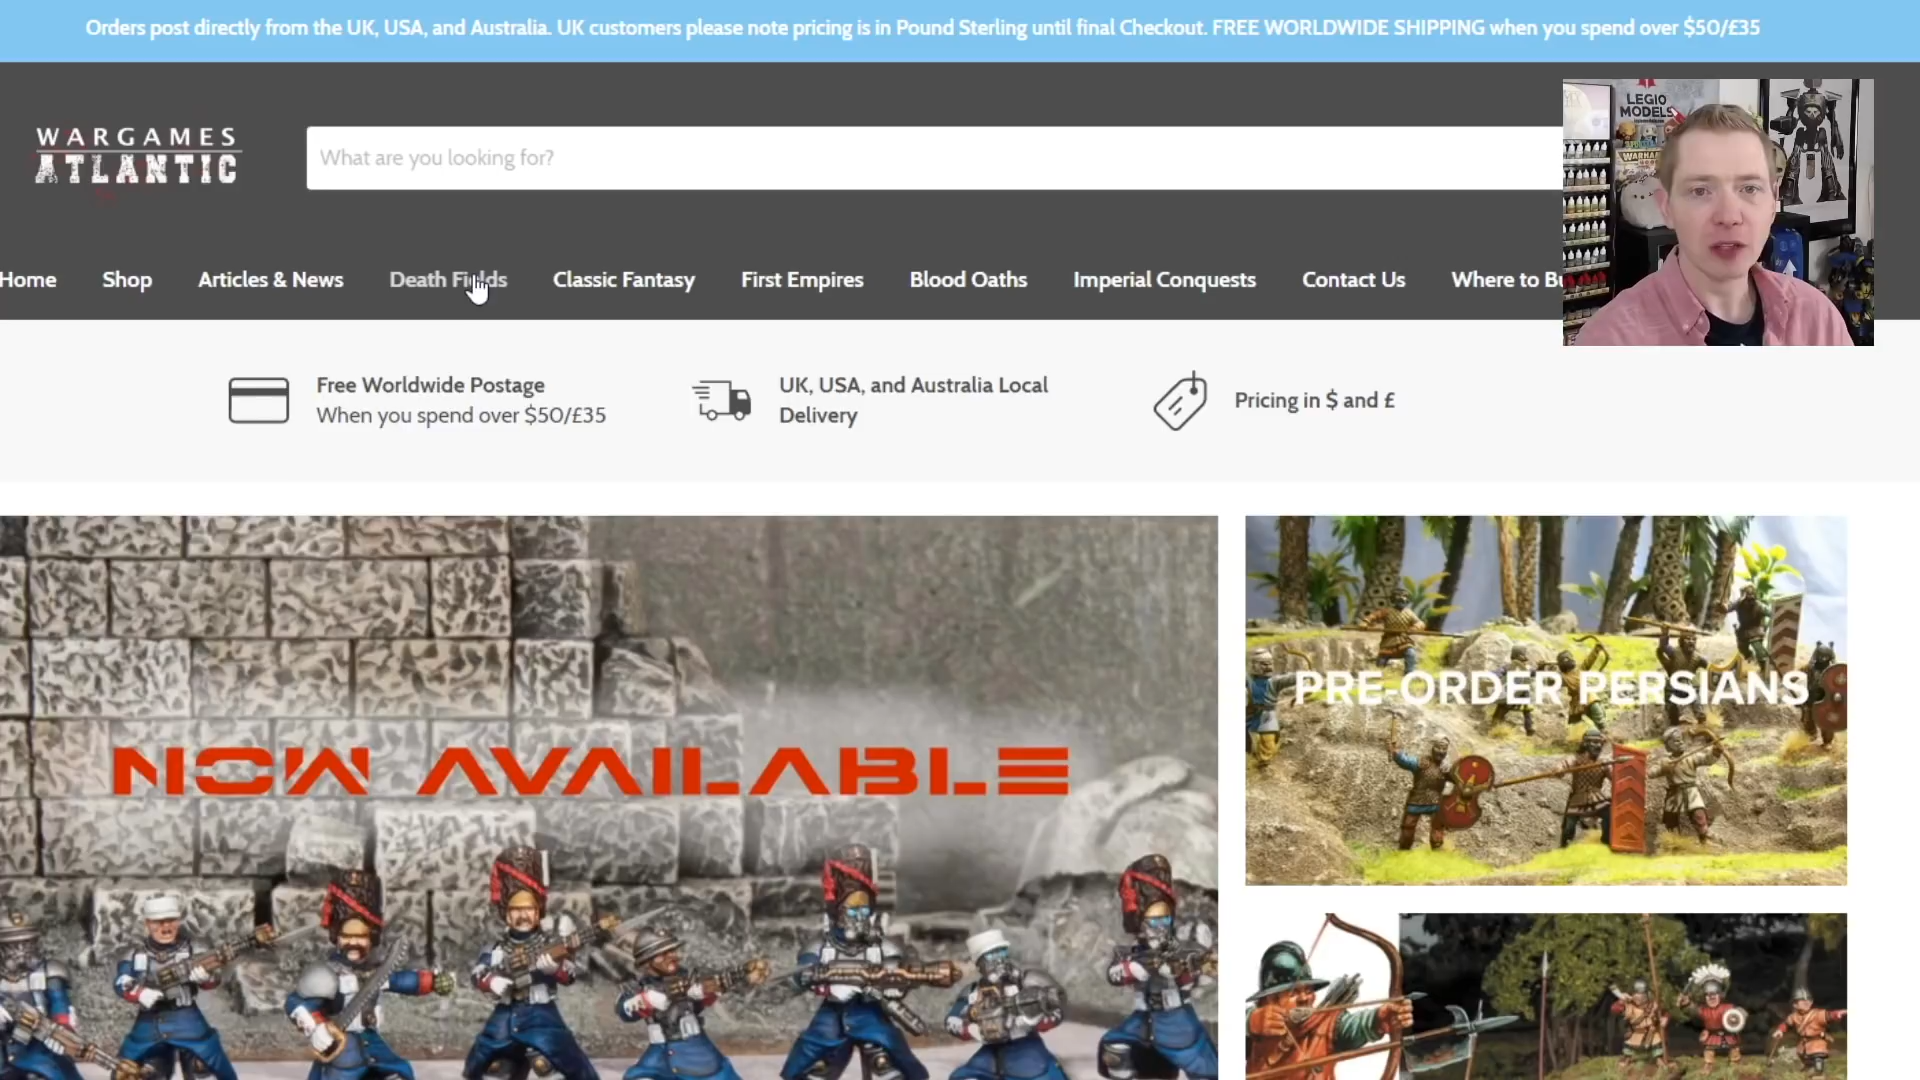 Orders post directly from the UK, USA, and Australia. UK customers please note pricing is in Pound Sterling until final Checkout. FREE WORLDWIDE SHIPPING when you spend over $50/£35
WARGAMES
ATLANTIC
What are you looking for?
LEGIO
MODELS
Home Shop Articles & News Death Fields Classic Fantasy First Empires Blood Oaths Imperial Conquests Contact Us Where to Bu
Free Worldwide Postage
When you spend over $50/£35
UK, USA, and Australia Local
Delivery
Pricing in $ and £
NOW AVAILABLE
PRE-ORDER PERSIANS